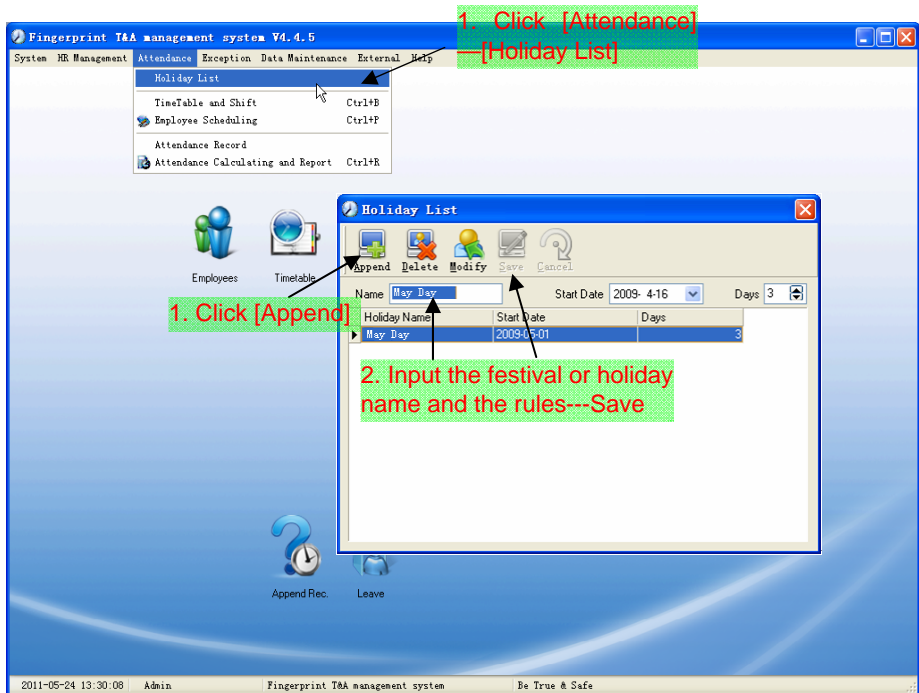 1. Click [Attendance]
—[Holiday List]
Fingerprint T&A management system V4.4.5
System HR Management Attendance Exception Data Maintenance External Help
Holiday List
TimeTable and Shift Ctrl+B
Employee Scheduling Ctrl+P
Attendance Record
Attendance Calculating and Report Ctrl+R
Holiday List
Append Delete Modify Save Cancel
Employees Timetable
Name May Day Start Date 2009- 4-16 Days 3
1. Click [Append]
Holiday Name Start Date Days
May Day 2009-05-01 3
2. Input the festival or holiday
name and the rules---Save
Append Rec. Leave
2011-05-24 13:30:08 Admin Fingerprint T&A management system Be True & Safe